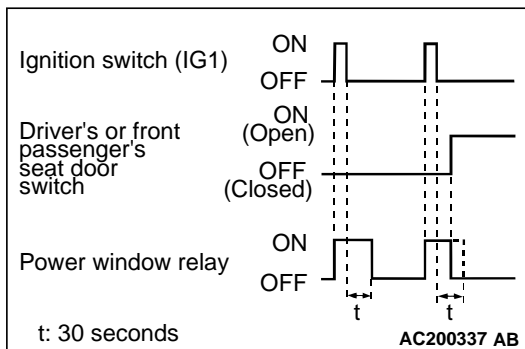 Ignition switch (IG1)
ON
OFF
Driver's or front
passenger's
seat door
switch
ON
(Open)
OFF
(Closed)
Power window relay
ON
OFF
t
t
t: 30 seconds
AC200337 AB